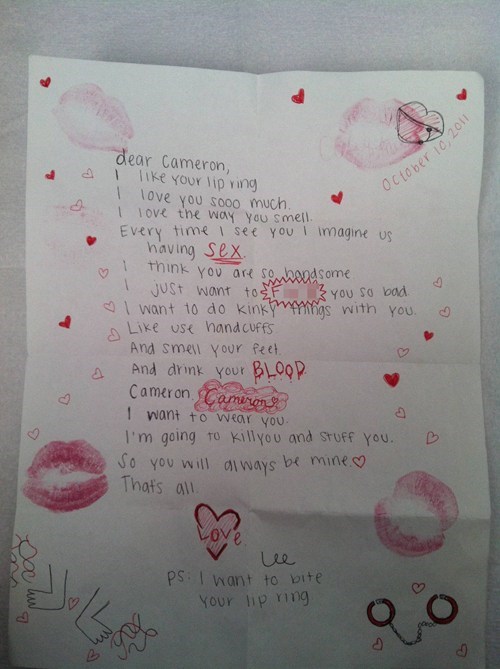 October 10, 2011
dear Cameron,
I like your lip ring
I love you sooo much.
I love the way you smell.
Every time I see you I imagine us
having SeX.
i think you are so handsome
I just want to F you so bad.
I want to do kinky things with you.
Like use handcuffs
And smell your feet.
And drink your BLOOD
Cameron, Cameron
I want to wear you.
I'm going to kill you and stuff you.
So you will always be mine.♡
Thats all.
LOVe
Lee
PS: I want to bite
your lip ring